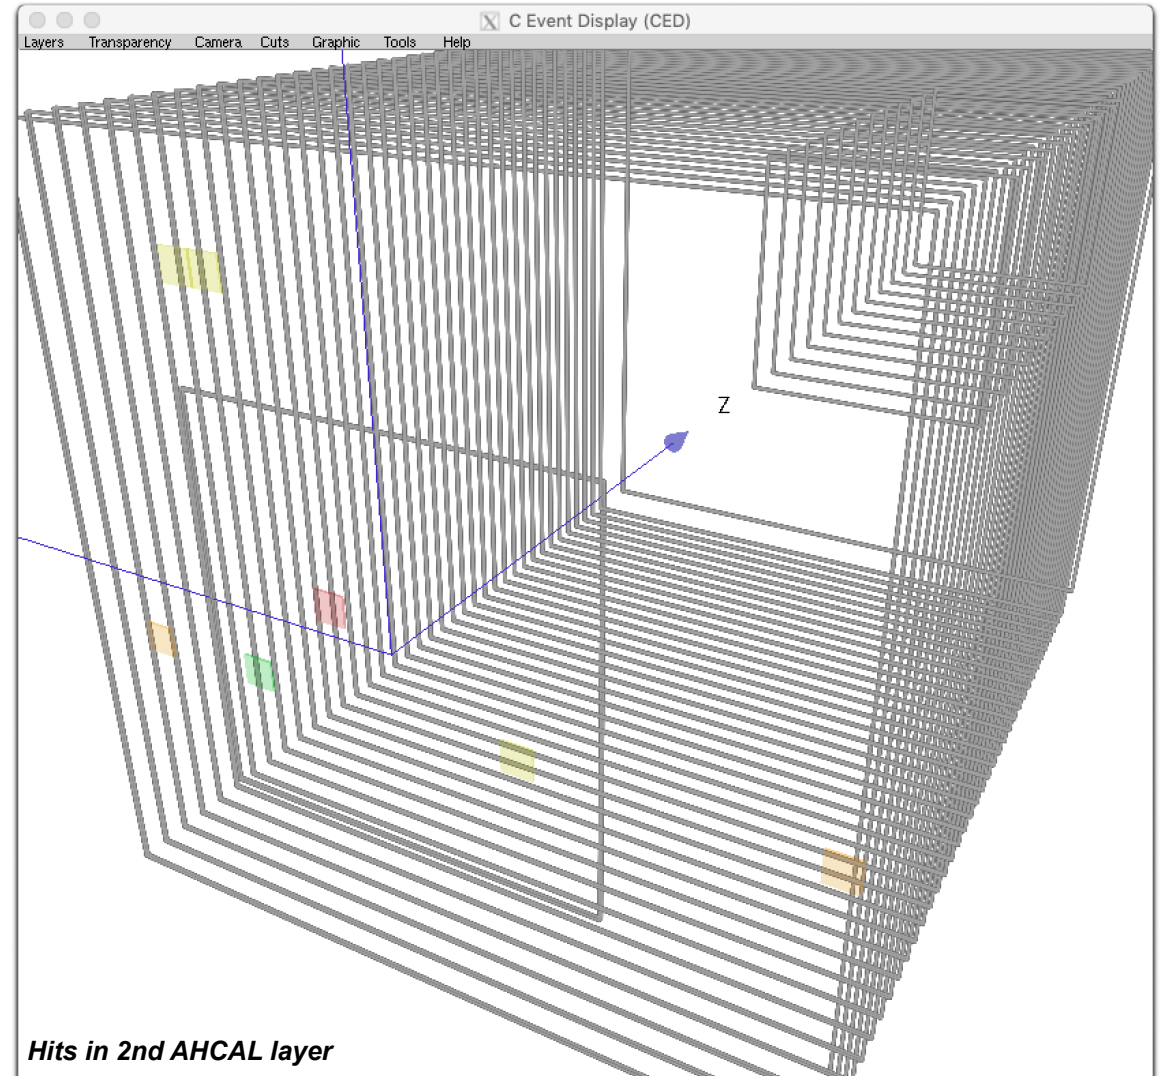 C Event Display (CED)
Layers Transparency Camera Cuts Graphic Tools Help
Z
Hits in 2nd AHCAL layer